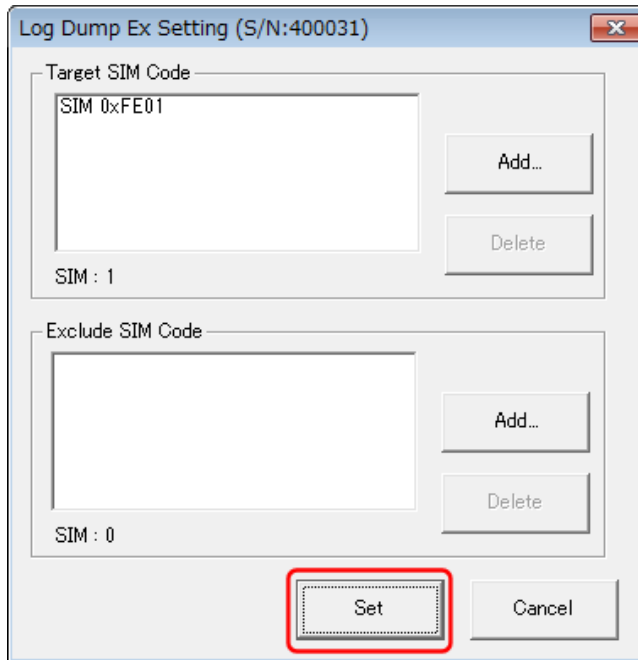 Log Dump Ex Setting (S/N:400031)
Target SIM Code
SIM 0xFE01
Add...
Delete
SIM : 1
Exclude SIM Code
Add...
Delete
SIM : 0
Set
Cancel